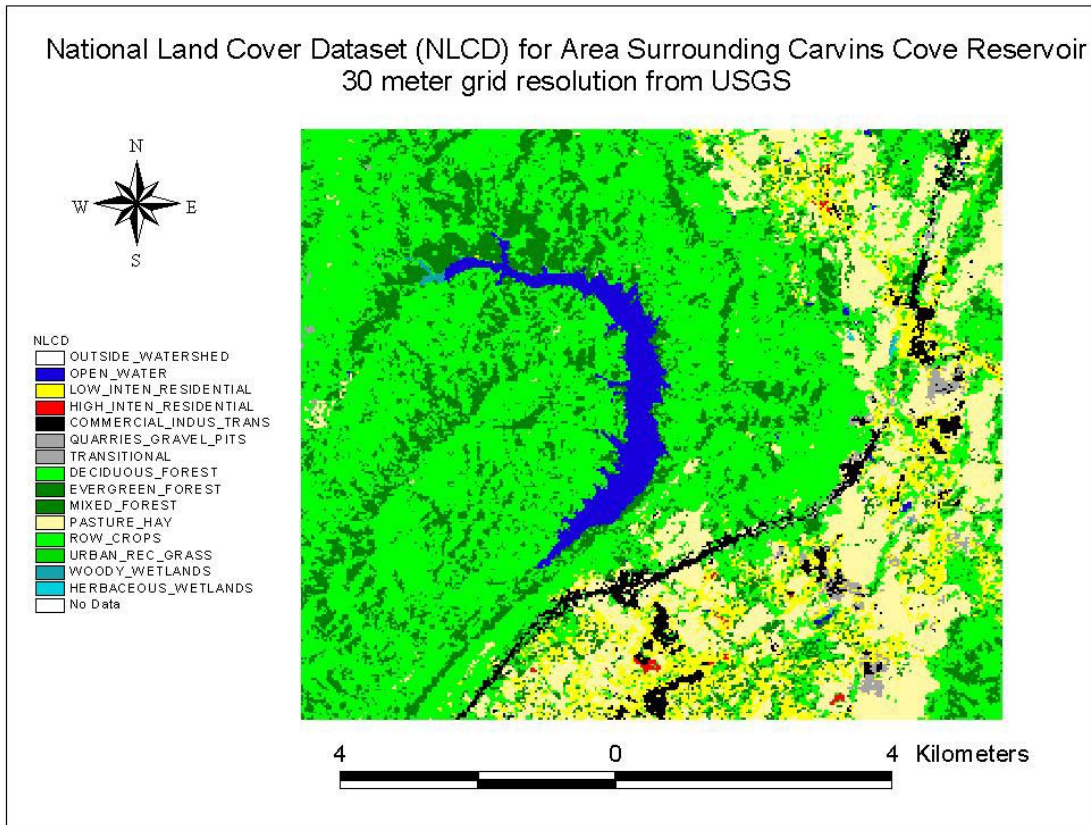 National Land Cover Dataset (NLCD) for Area Surrounding Carvins Cove Reservoir
30 meter grid resolution from USGS
N
W E
S
NLCD
OUTSIDE_WATERSHED
OPEN_WATER
LOW_INTEN_RESIDENTIAL
HIGH_INTEN_RESIDENTIAL
COMMERCIAL_INDUS_TRANS
QUARRIES_GRAVEL_PITS
TRANSITIONAL
DECIDUOUS_FOREST
EVERGREEN_FOREST
MIXED_FOREST
PASTURE_HAY
ROW_CROPS
URBAN_REC_GRASS
WOODY_WETLANDS
HERBACEOUS_WETLANDS
No Data
4 0 4 Kilometers